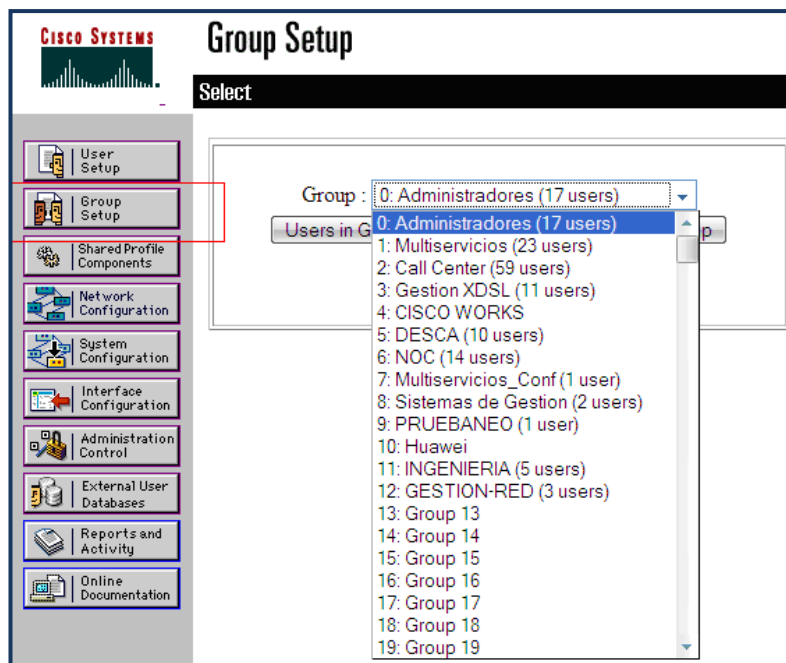 CISCO SYSTEMS
Group Setup
Select
User
Setup
Group
Setup
Shared Profile
Components
Network
Configuration
System
Configuration
Interface
Configuration
Administration
Control
External User
Databases
Reports and
Activity
Online
Documentation
Group : 0: Administradores (17 users)
Users in G
0: Administradores (17 users)
1: Multiservicios (23 users)
2: Call Center (59 users)
3: Gestion XDSL (11 users)
4: CISCO WORKS
5: DESCA (10 users)
6: NOC (14 users)
7: Multiservicios_Conf (1 user)
8: Sistemas de Gestion (2 users)
9: PRUEBANEO (1 user)
10: Huawei
11: INGENIERIA (5 users)
12: GESTION-RED (3 users)
13: Group 13
14: Group 14
15: Group 15
16: Group 16
17: Group 17
18: Group 18
19: Group 19